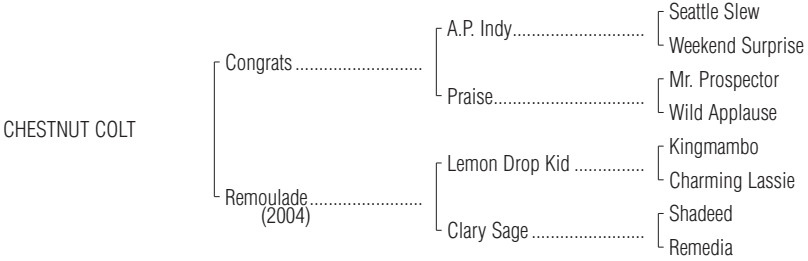 Seattle Slew
A.P. Indy..............................
Weekend Surprise
Congrats .............................
Mr. Prospector
Praise..................................
Wild Applause
CHESTNUT COLT
Kingmambo
Lemon Drop Kid ................
Charming Lassie
Remoulade..........................
(2004)
Shadeed
Clary Sage ..........................
Remedia